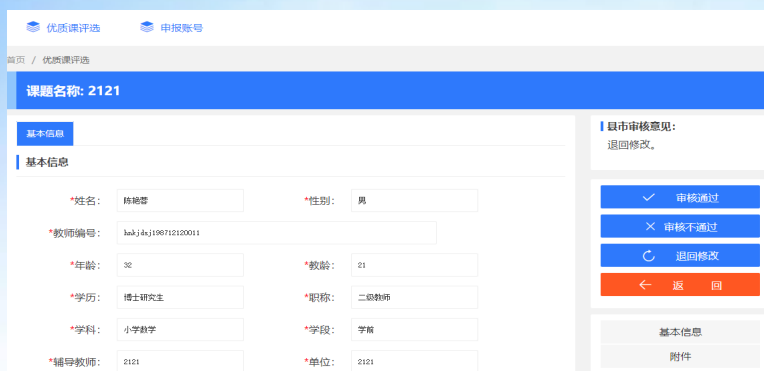 优质课评选 申报账号
首页 / 优质课评选
课题名称: 2121
基本信息
基本信息
*姓名: 陈艳蓉 *性别: 男
*教师编号: hnkjdxj198712120011
*年龄: 32 *教龄: 21
*学历: 博士研究生 *职称: 二级教师
*学科: 小学数学 *学段: 学前
*辅导教师: 2121 *单位: 2121
县市审核意见:
退回修改。
审核通过
审核不通过
退回修改
返 回
基本信息
附件